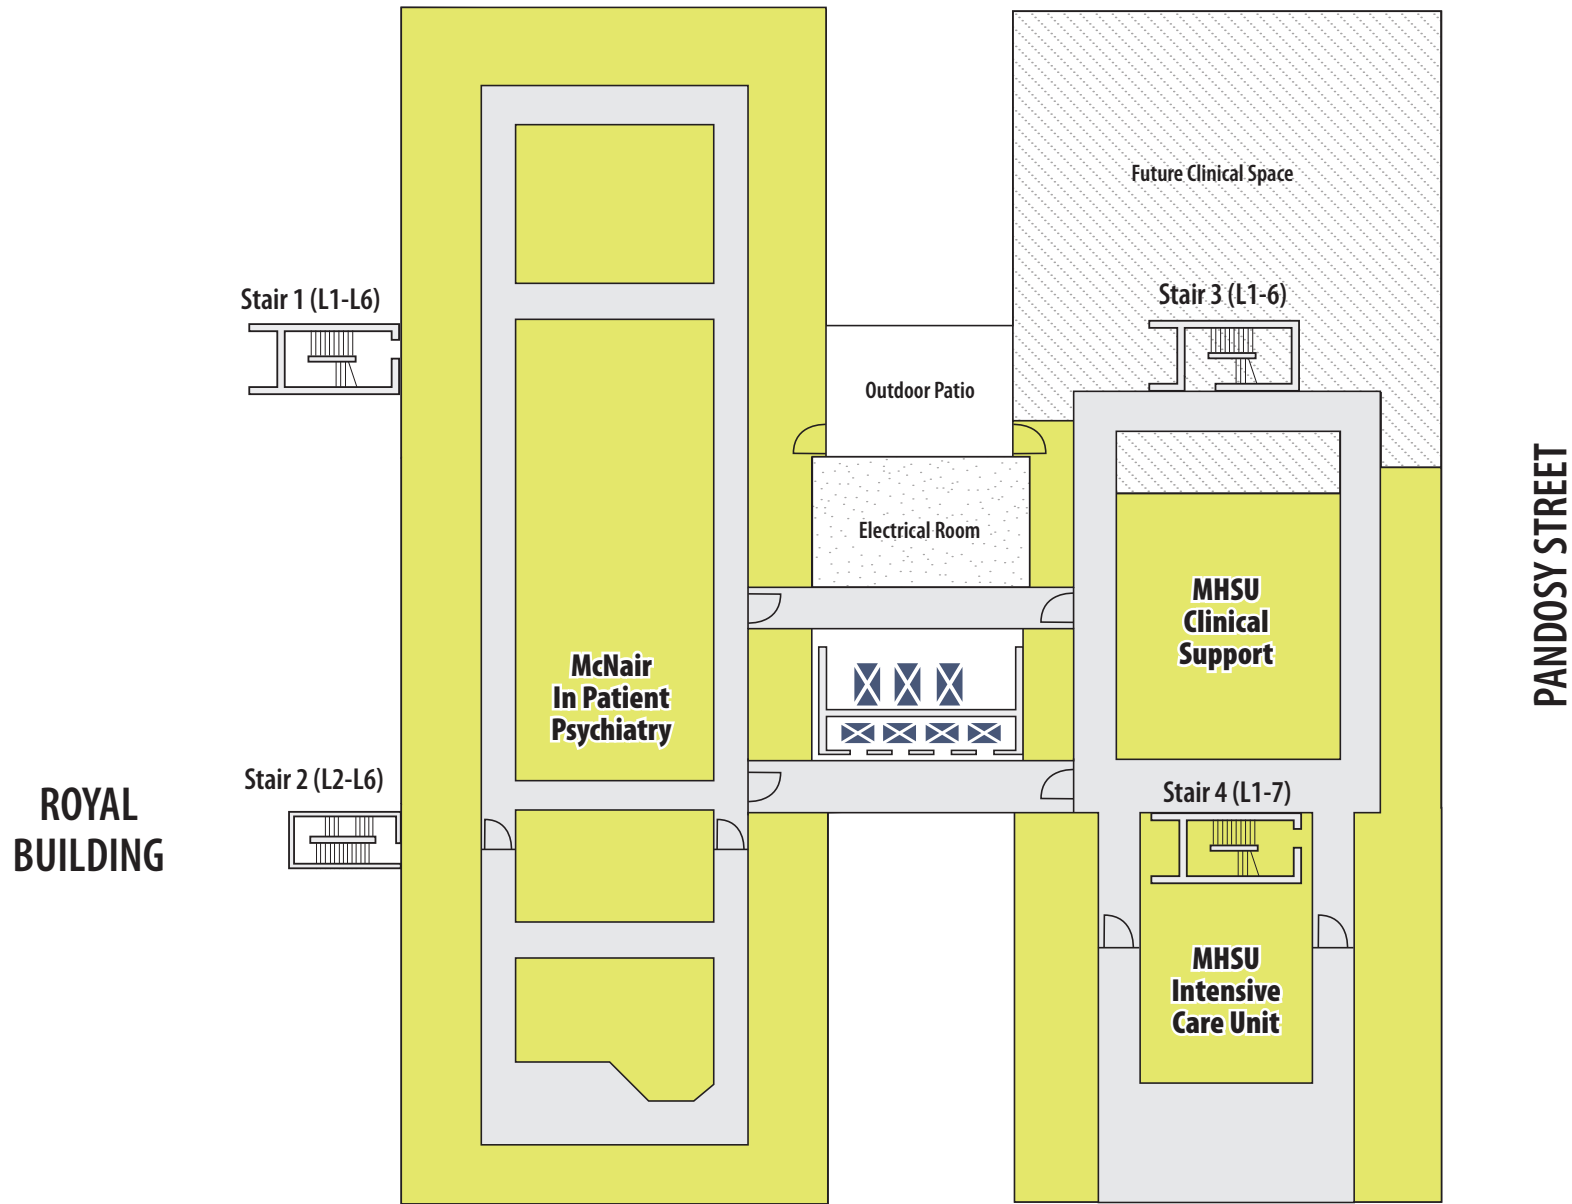 Future Clinical Space
Stair 1 (L1-L6)
Stair 3 (L1-6)
Outdoor Patio
Electrical Room
PANDOSY STREET
MHSU
Clinical
Support
McNair
In Patient
Psychiatry
Stair 2 (L2-L6)
Stair 4 (L1-7)
ROYAL
BUILDING
MHSU
Intensive
Care Unit